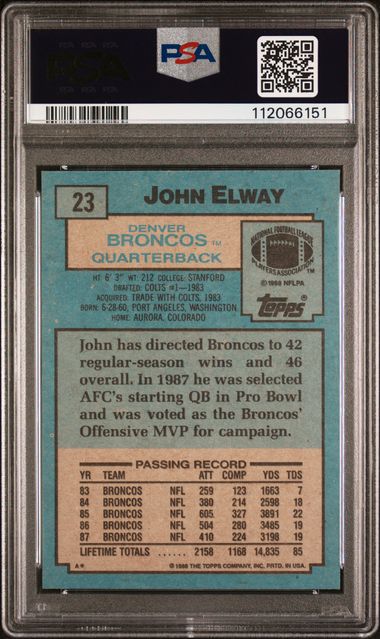 PSA
112066151
23
JOHN ELWAY
DENVER
BRONCOS TM
QUARTERBACK
NATIONAL FOOTBALL LEAGUE
PLAYERS ASSOCIATION
© 1988 NFLPA
topps
HT: 6' 3" WT: 212 COLLEGE: STANFORD
DRAFTED: COLTS #1—1983
ACQUIRED: TRADE WITH COLTS, 1983
BORN: 6-28-60, PORT ANGELES, WASHINGTON
HOME: AURORA, COLORADO
John has directed Broncos to 42
regular-season wins and 46
overall. In 1987 he was selected
AFC's starting QB in Pro Bowl
and was voted as the Broncos'
Offensive MVP for campaign.
PASSING RECORD
YR TEAM ATT COMP YDS TDS
83 BRONCOS NFL 259 123 1663 7
84 BRONCOS NFL 380 214 2598 18
85 BRONCOS NFL 605 327 3891 22
86 BRONCOS NFL 504 280 3485 19
87 BRONCOS NFL 410 224 3198 19
LIFETIME TOTALS ...... 2158 1168 14,835 85
A* © 1988 THE TOPPS COMPANY, INC. PRTD. IN U.S.A.